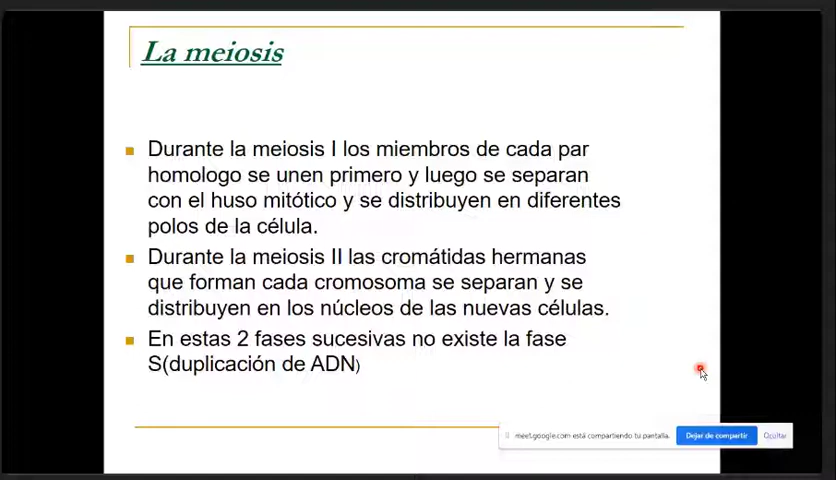 La meiosis
Durante la meiosis I los miembros de cada par
homologo se unen primero y luego se separan
con el huso mitótico y se distribuyen en diferentes
polos de la célula.
Durante la meiosis II las cromátidas hermanas
que forman cada cromosoma se separan y se
distribuyen en los núcleos de las nuevas células.
En estas 2 fases sucesivas no existe la fase
S(duplicación de ADN)
meet.google.com está compartiendo tu pantalla.
Dejar de compartir
Ocultar